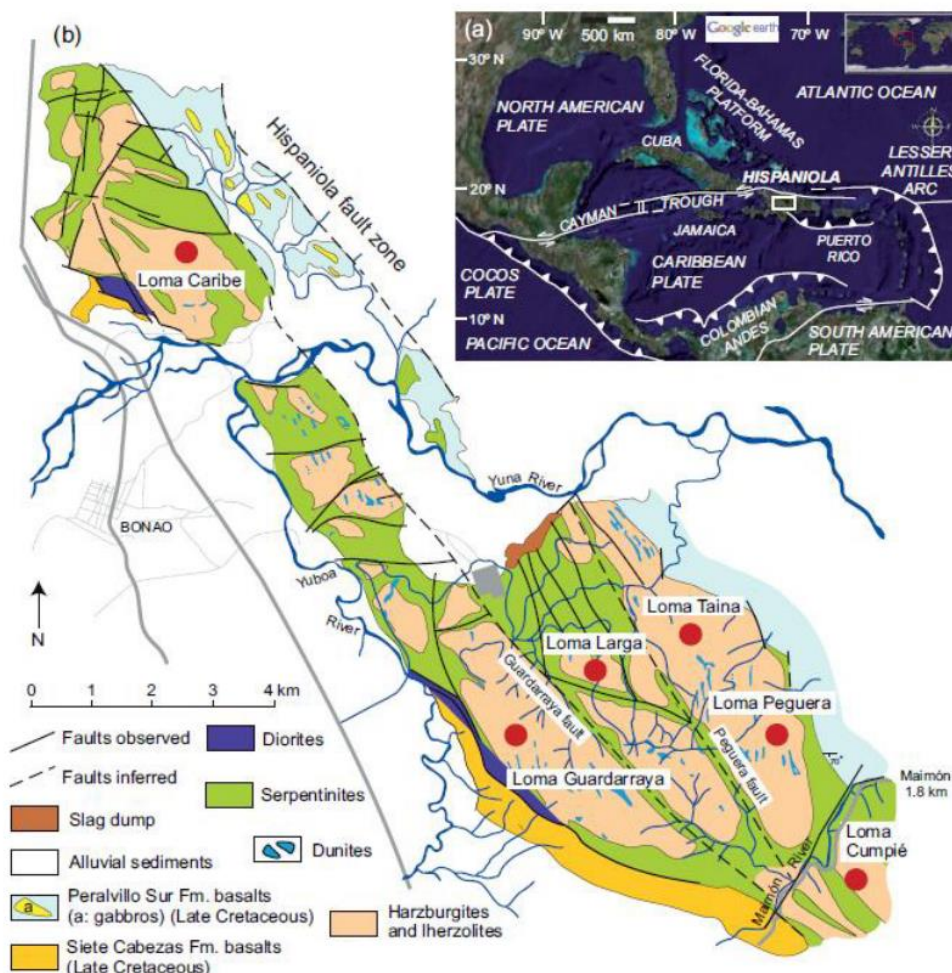 (b)
(a)
90° W
500 km
80° W
Google earth
70° W
30° N
NORTH AMERICAN
PLATE
FLORIDA-BAHAMAS
PLATFORM
ATLANTIC OCEAN
CUBA
LESSER
ANTILLES
ARC
HISPANIOLA
20° N
CAYMAN
TROUGH
JAMAICA
PUERTO
RICO
COCOS
PLATE
CARIBBEAN
PLATE
10° N
PACIFIC OCEAN
COLOMBIAN
ANDES
SOUTH AMERICAN
PLATE
Hispaniola fault zone
Loma Caribe
Yuna River
BONAO
Yuboa
River
N
0 1 2 4 km
Loma Taina
Loma Larga
Loma Peguera
Guardarraya fault
Peguera fault
Loma Guardarraya
70°
Maimón
1.8 km
Loma
Cumpié
Maimón River
Faults observed
Diorites
Faults inferred
Serpentinites
Slag dump
Alluvial sediments
Dunites
a
Peralvillo Sur Fm. basalts
(a: gabbros) (Late Cretaceous)
Harzburgites
and lherzolites
Siete Cabezas Fm. basalts
(Late Cretaceous)